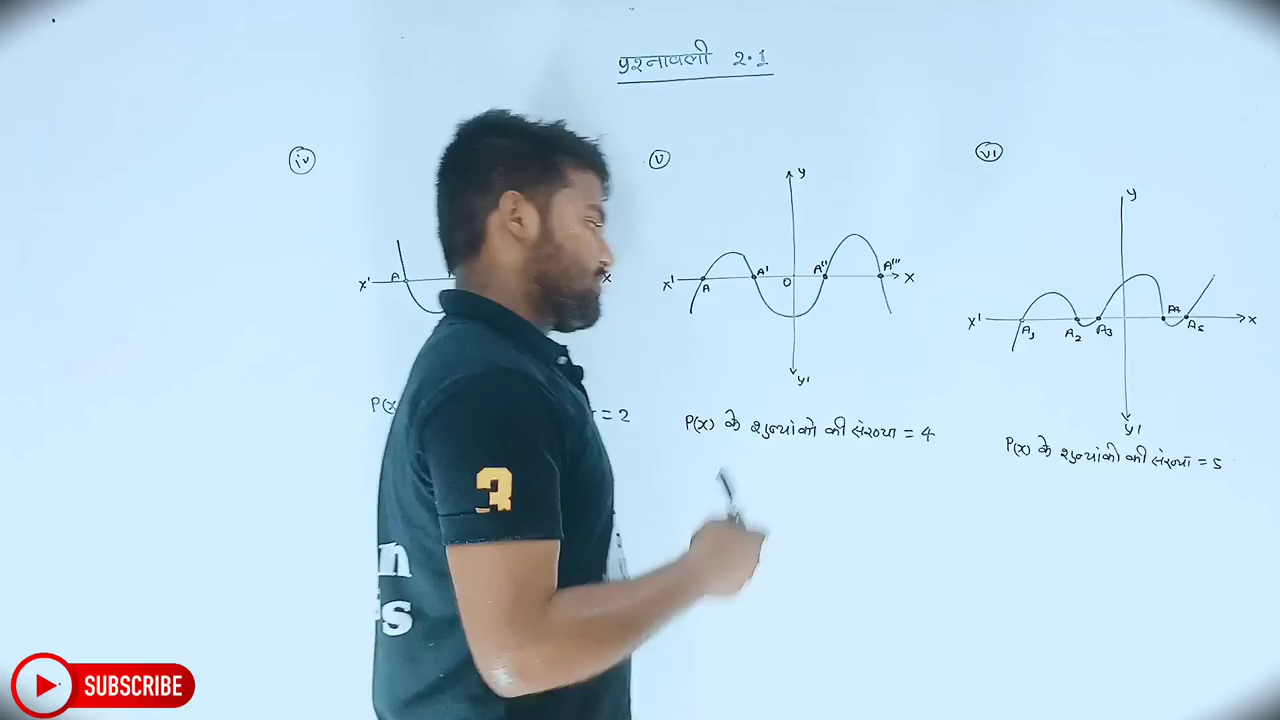 प्रश्नावली 2.1
iv
v
vi
y
x'
A
x
x'
A
A'
O
A''
A'''
x
y'
y
x'
A1
A2
A3
A4
A5
x
y'
P(x)
= 2
P(x) के शुन्यांको की संख्या = 4
P(x) के शुन्यांको की संख्या = 5
3
n
s
SUBSCRIBE